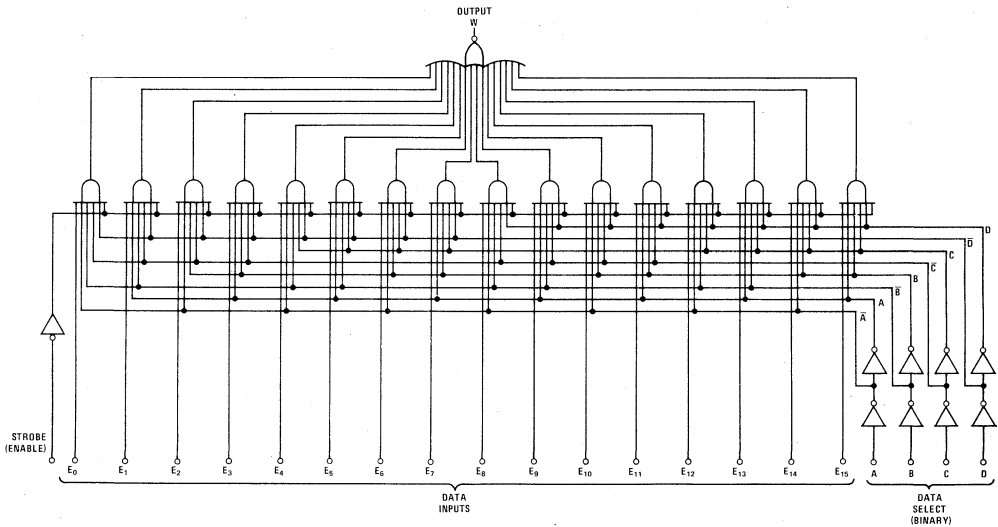 OUTPUT
W
D
D̅
C
C̅
B
B̅
A
A̅
STROBE
(ENABLE)
E₀
E₁
E₂
E₃
E₄
E₅
E₆
E₇
E₈
E₉
E₁₀
E₁₁
E₁₂
E₁₃
E₁₄
E₁₅
A
B
C
D
DATA
INPUTS
DATA
SELECT
(BINARY)